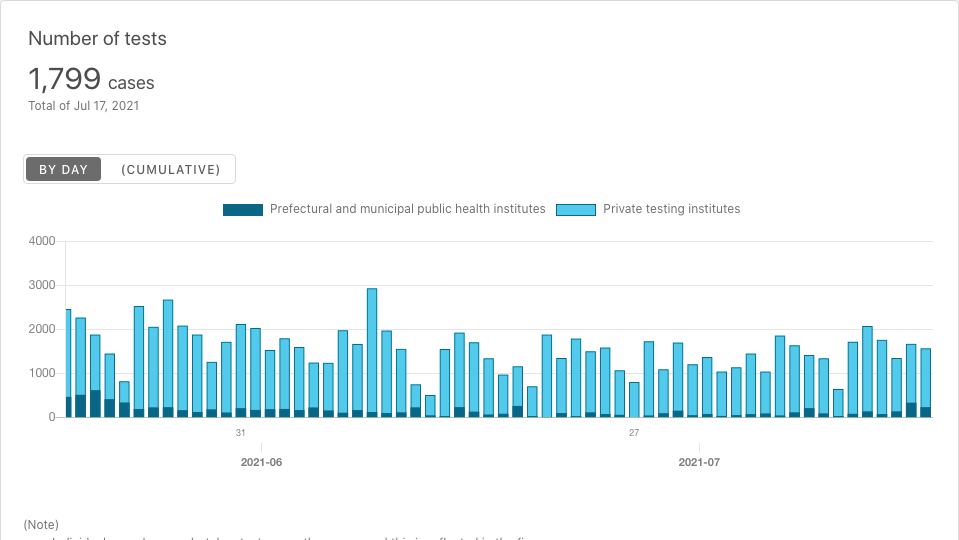 Number of tests
1,799 cases
Total of Jul 17, 2021
BY DAY (CUMULATIVE)
Prefectural and municipal public health institutes Private testing institutes
4000
3000
2000
1000
0
31 27
2021-06 2021-07
(Note)